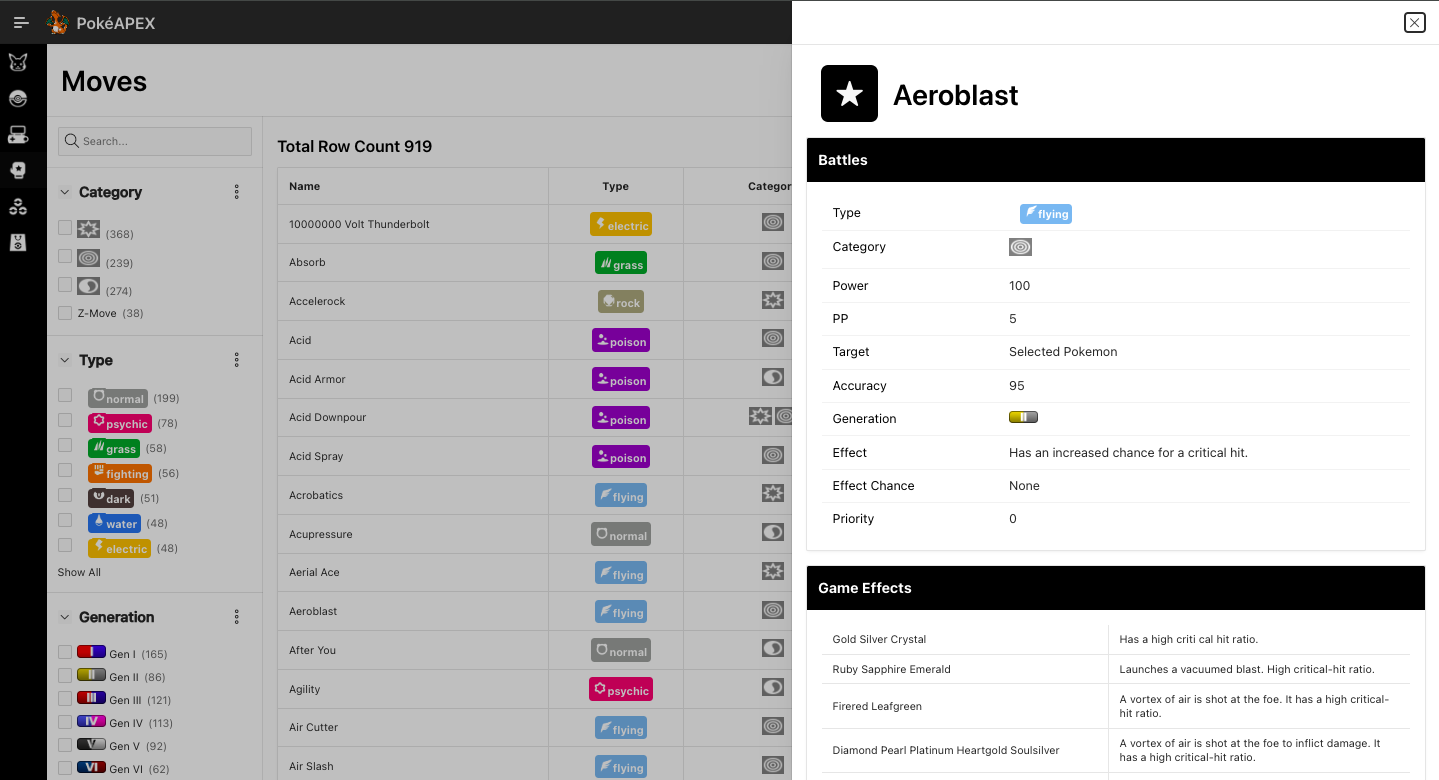 PokéAPEX
Moves
Search...
Category
(368)
(239)
(274)
Z-Move (38)
Type
normal (199)
psychic (78)
grass (58)
fighting (56)
dark (51)
water (48)
electric (48)
Show All
Generation
I Gen I (165)
II Gen II (86)
III Gen III (121)
IV Gen IV (113)
V Gen V (92)
VI Gen VI (62)
Total Row Count 919
Name Type Categor
10000000 Volt Thunderbolt electric
Absorb grass
Accelerock rock
Acid poison
Acid Armor poison
Acid Downpour poison
Acid Spray poison
Acrobatics flying
Acupressure normal
Aerial Ace flying
Aeroblast flying
After You normal
Agility psychic
Air Cutter flying
Air Slash flying
Aeroblast
Battles
Type flying
Category
Power 100
PP 5
Target Selected Pokemon
Accuracy 95
Generation II
Effect Has an increased chance for a critical hit.
Effect Chance None
Priority 0
Game Effects
Gold Silver Crystal Has a high criti cal hit ratio.
Ruby Sapphire Emerald Launches a vacuumed blast. High critical-hit ratio.
Firered Leafgreen A vortex of air is shot at the foe. It has a high critical-
hit ratio.
Diamond Pearl Platinum Heartgold Soulsilver A vortex of air is shot at the foe to inflict damage. It
has a high critical-hit ratio.